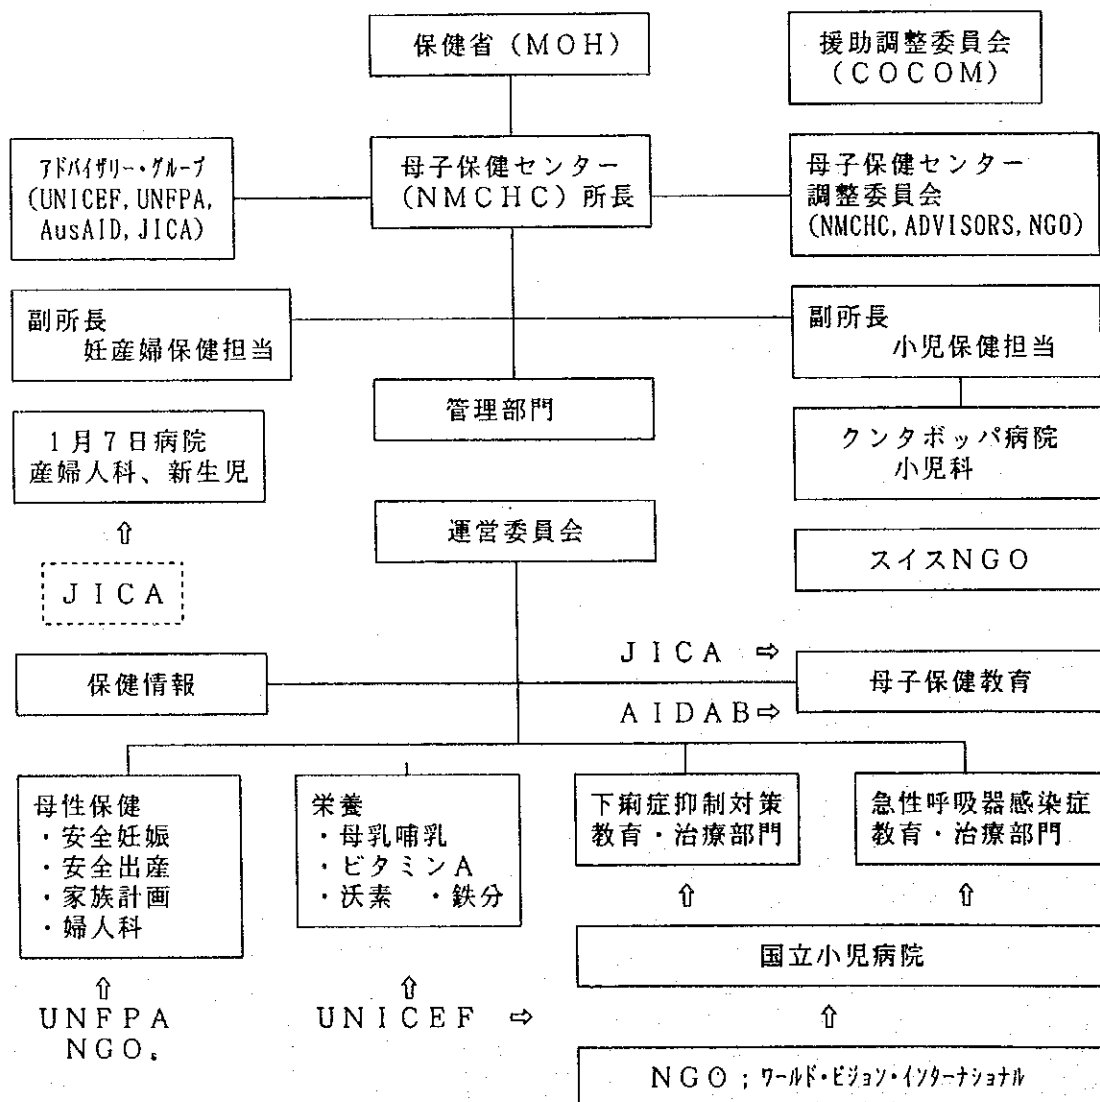 保健省（ＭＯＨ）
援助調整委員会
（ＣＯＣＯＭ）
アドバイザリー・グループ
(UNICEF, UNFPA,
AusAID, JICA)
母子保健センター
（ＮＭＣＨＣ）所長
母子保健センター
調整委員会
(NMCHC, ADVISORS, NGO)
副所長
妊産婦保健担当
副所長
小児保健担当
管理部門
１月７日病院
産婦人科、新生児
クンタボッパ病院
小児科
運営委員会
スイスＮＧＯ
ＪＩＣＡ
ＪＩＣＡ ⇨
保健情報
母子保健教育
ＡＩＤＡＢ⇨
母性保健
・安全妊娠
・安全出産
・家族計画
・婦人科
栄養
・母乳哺乳
・ビタミンＡ
・沃素　・鉄分
下痢症抑制対策
教育・治療部門
急性呼吸器感染症
教育・治療部門
国立小児病院
ＵＮＦＰＡ
ＮＧＯ。
ＵＮＩＣＥＦ ⇨
ＮＧＯ；ワールド・ビジョン・インターナショナル